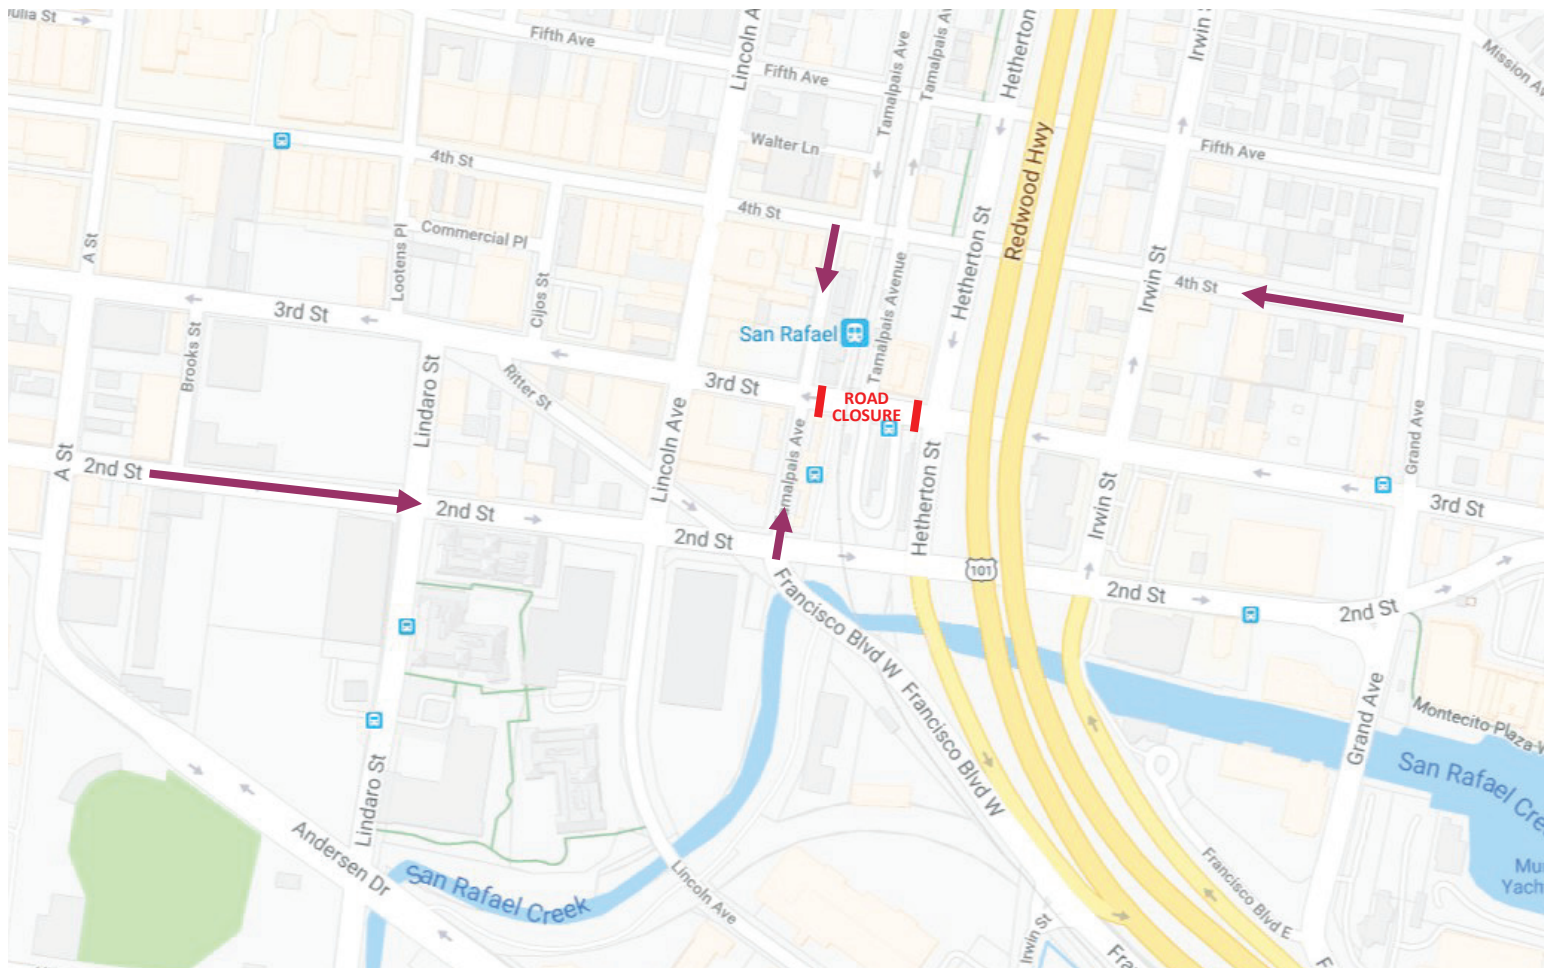 Julia St
Fifth Ave
Fifth Ave
Lincoln A
Tamalpais Ave
Tamalpais Av
Hetherton
Irwin S
Mission Av
Redwood Hwy
Walter Ln
Fifth Ave
4th St
4th St
A St
Lootens Pl
Commercial Pl
Cijos St
Tamalpais Avenue
Hetherton St
Irwin St
4th St
3rd St
Brooks St
Lindaro St
Ritter St
San Rafael
3rd St
ROAD
CLOSURE
Lincoln Ave
Tamalpais Ave
Hetherton St
Irwin St
Grand Ave
3rd St
A St
2nd St
2nd St
2nd St
101
2nd St
2nd St
Francisco Blvd W
Francisco Blvd W
Grand Ave
Montecito Plaza W
San Rafael Cre
Lindaro St
Andersen Dr
San Rafael Creek
Lincoln Ave
Irwin St
Francisco Blvd E
Mu
Yach
Fra
F